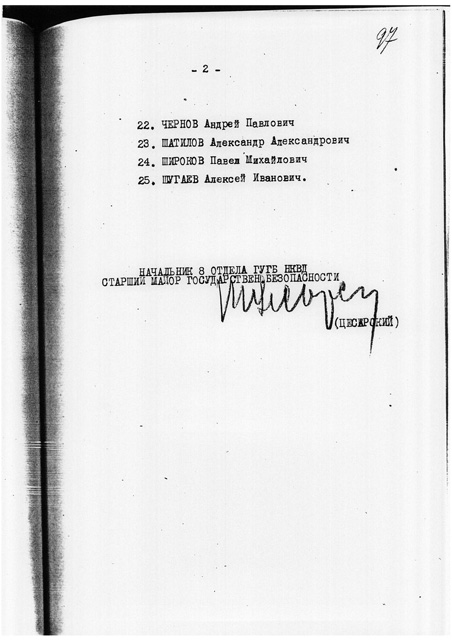 97
- 2 -
22. ЧЕРНОВ Андрей Павлович
23. ШАТИЛОВ Александр Александрович
24. ШИРОКОВ Павел Михайлович
25. ШУГАЕВ Алексей Иванович.
НАЧАЛЬНИК 8 ОТДЕЛА ГУГБ НКВД
СТАРШИЙ МАЙОР ГОСУДАРСТВЕН.БЕЗОПАСНОСТИ
(ЦЕСАРСКИЙ)